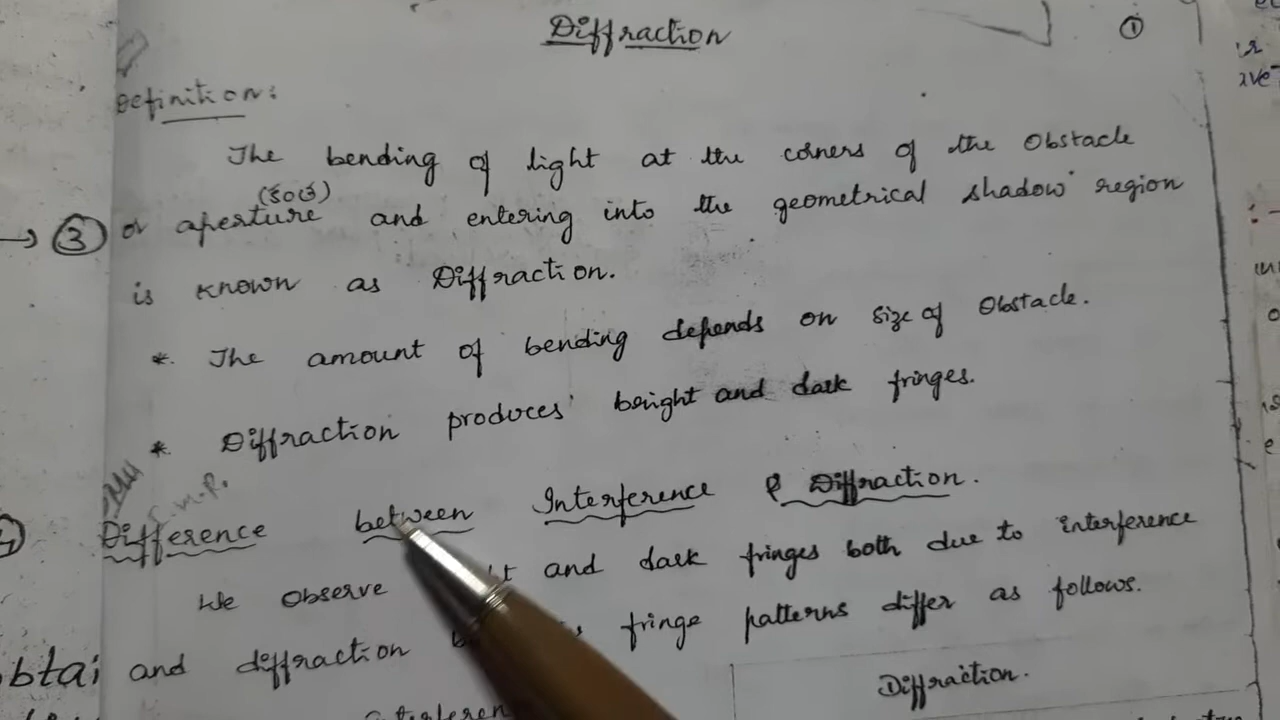 Diffraction
①
Definition:
The bending of light at the corners of the Obstacle
(రంధ్రం)
③ or aperture and entering into the geometrical shadow region
is known as Diffraction.
*. The amount of bending depends on size of Obstacle.
*. Diffraction produces bright and dark fringes.
Difference between Interference & Diffraction.
We observe and dark fringes both due to interference
and diffraction fringe patterns differ as follows.
btai
Diffraction.